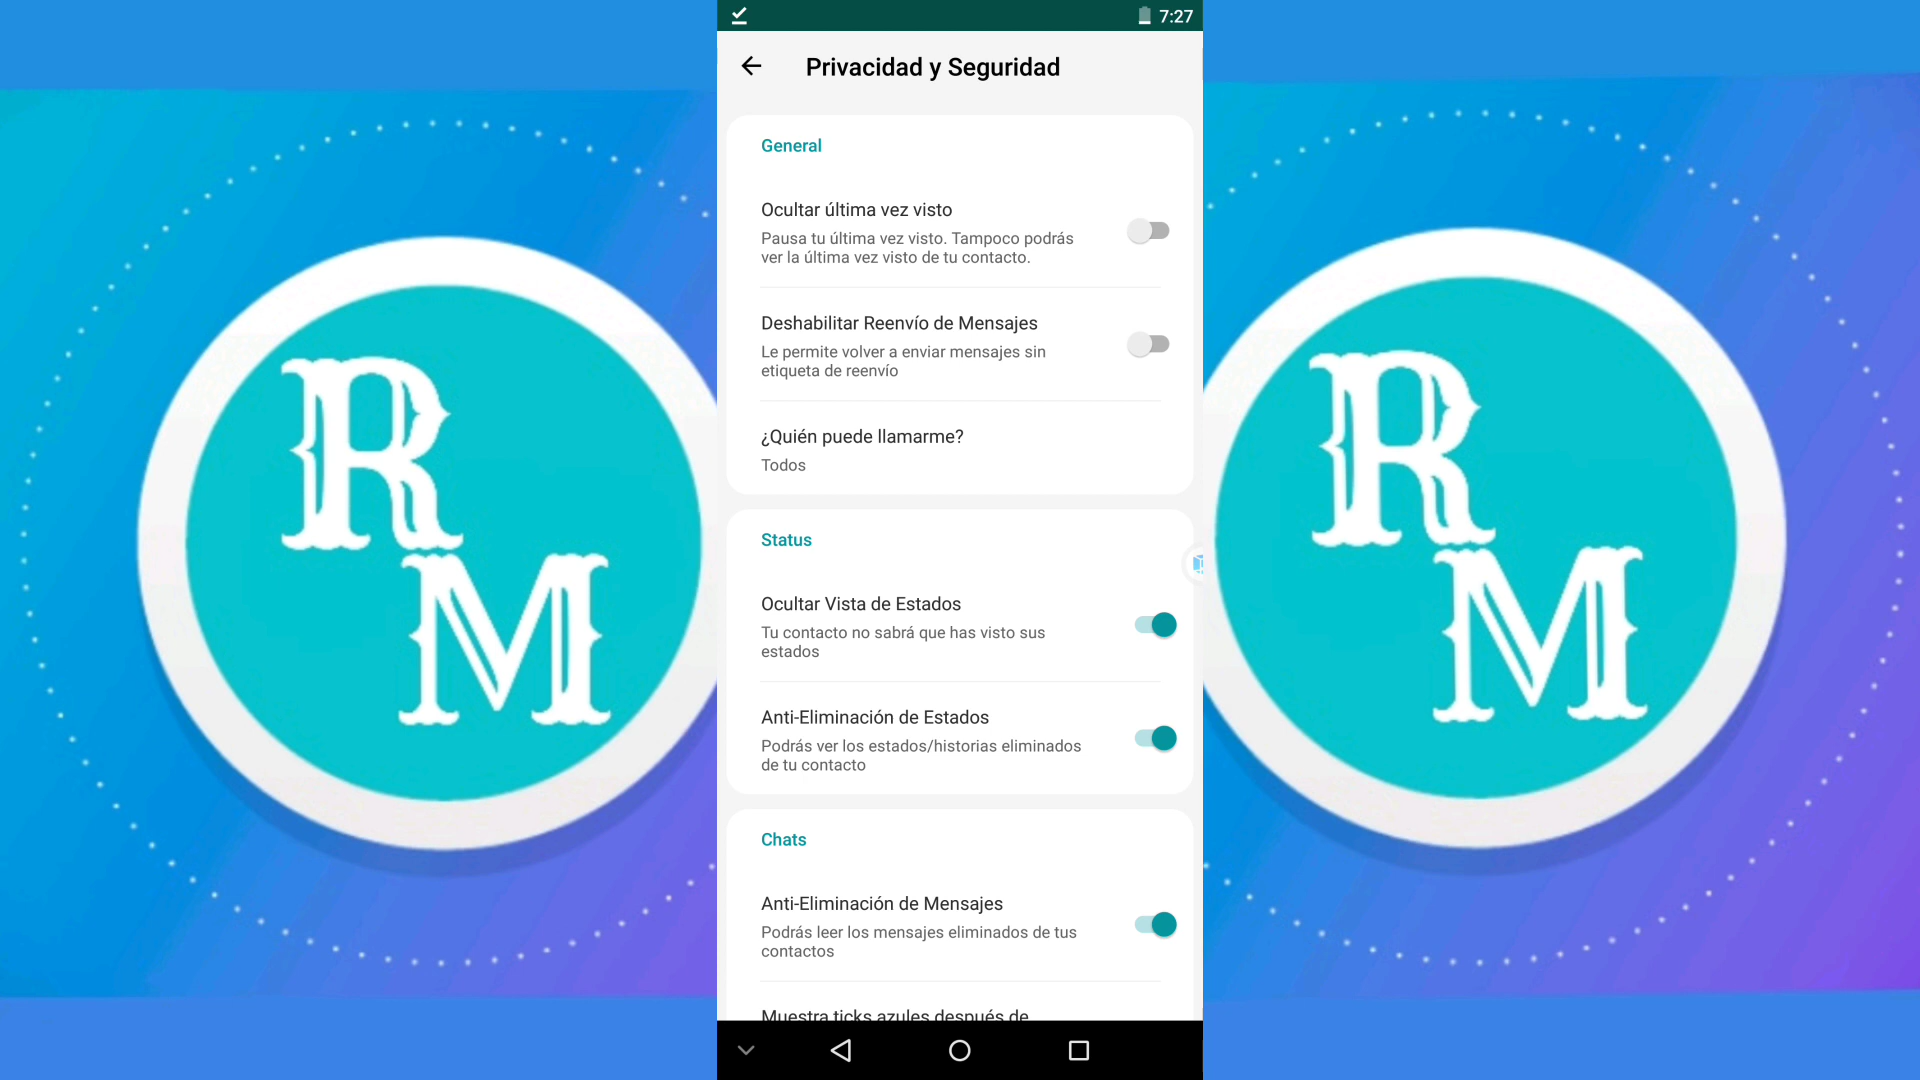 7:27
Privacidad y Seguridad
General
Ocultar última vez visto
Pausa tu última vez visto. Tampoco podrás
ver la última vez visto de tu contacto.
Deshabilitar Reenvío de Mensajes
Le permite volver a enviar mensajes sin
etiqueta de reenvío
¿Quién puede llamarme?
Todos
Status
Ocultar Vista de Estados
Tu contacto no sabrá que has visto sus
estados
Anti-Eliminación de Estados
Podrás ver los estados/historias eliminados
de tu contacto
Chats
Anti-Eliminación de Mensajes
Podrás leer los mensajes eliminados de tus
contactos
Muestra ticks azules después de
R
M
R
M